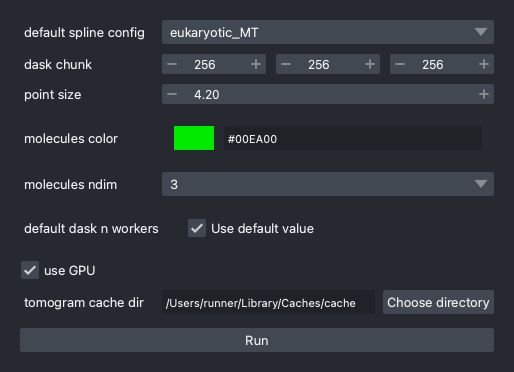 default spline config eukaryotic_MT
dask chunk − 256 + − 256 + − 256 +
point size − 4.20 +
molecules color #00EA00
molecules ndim 3
default dask n workers Use default value
use GPU
tomogram cache dir /Users/runner/Library/Caches/cache Choose directory
Run